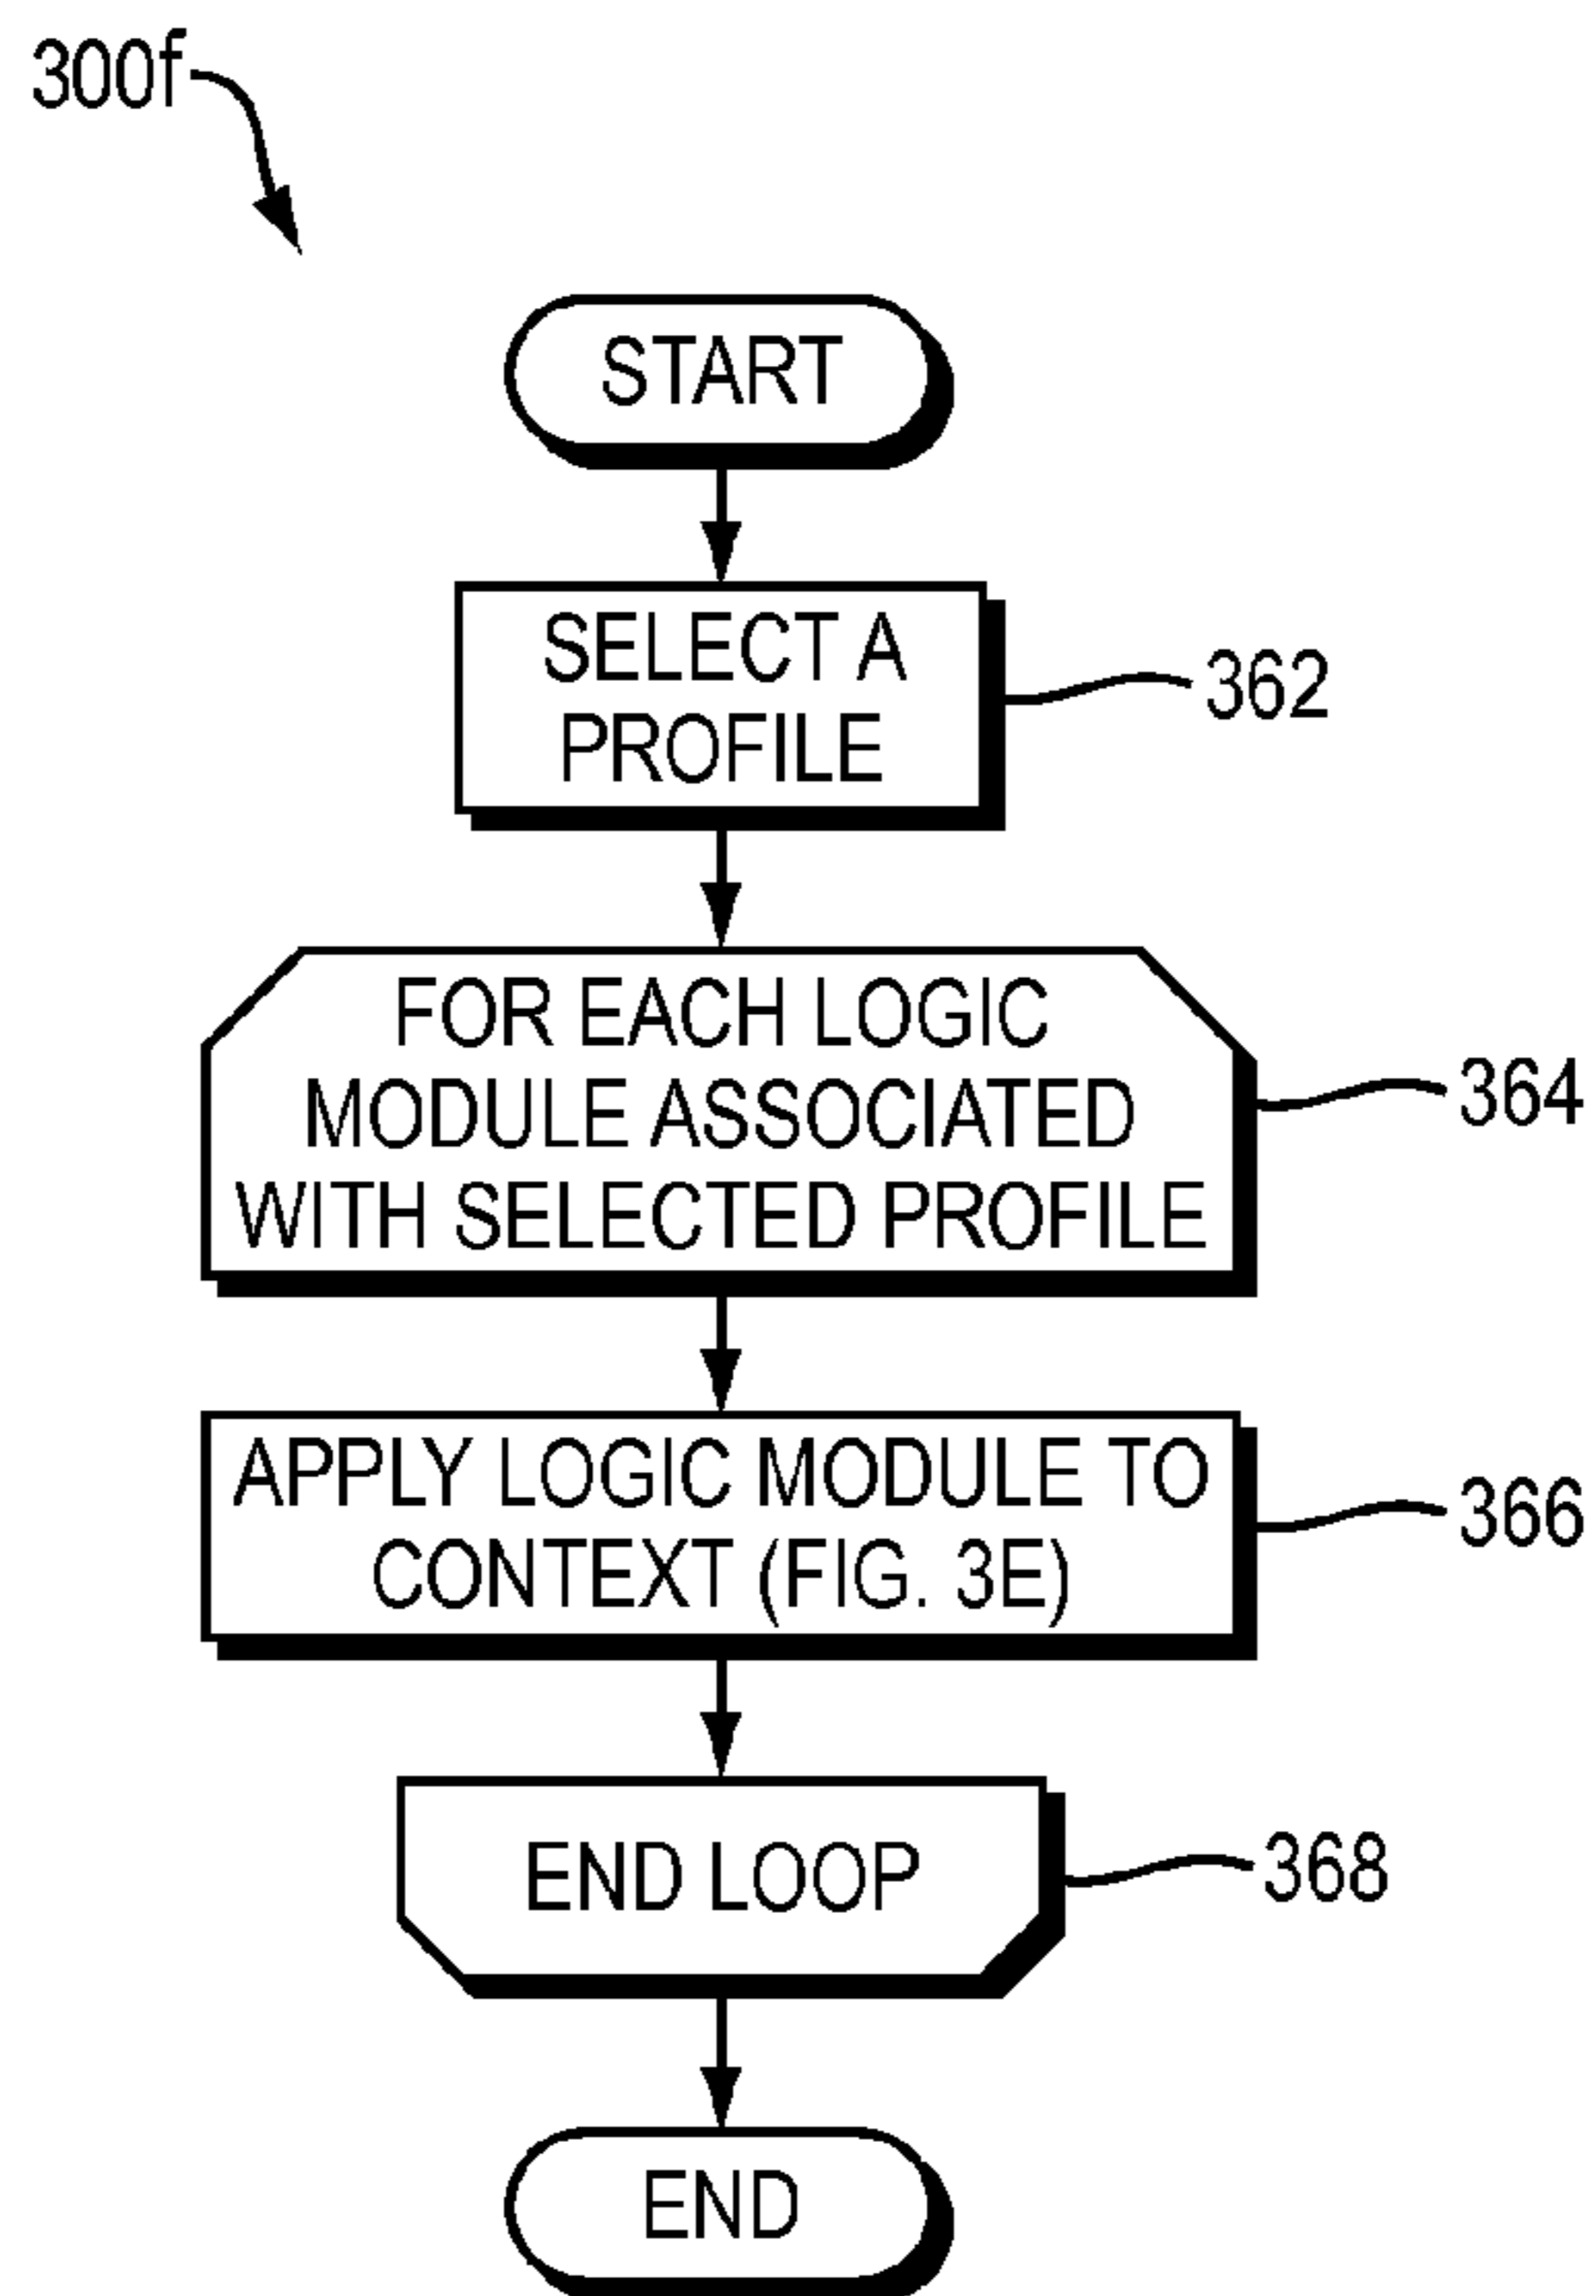 300f
START
SELECT A
PROFILE
362
FOR EACH LOGIC
MODULE ASSOCIATED
WITH SELECTED PROFILE
364
APPLY LOGIC MODULE TO
CONTEXT (FIG. 3E)
366
END LOOP
368
END